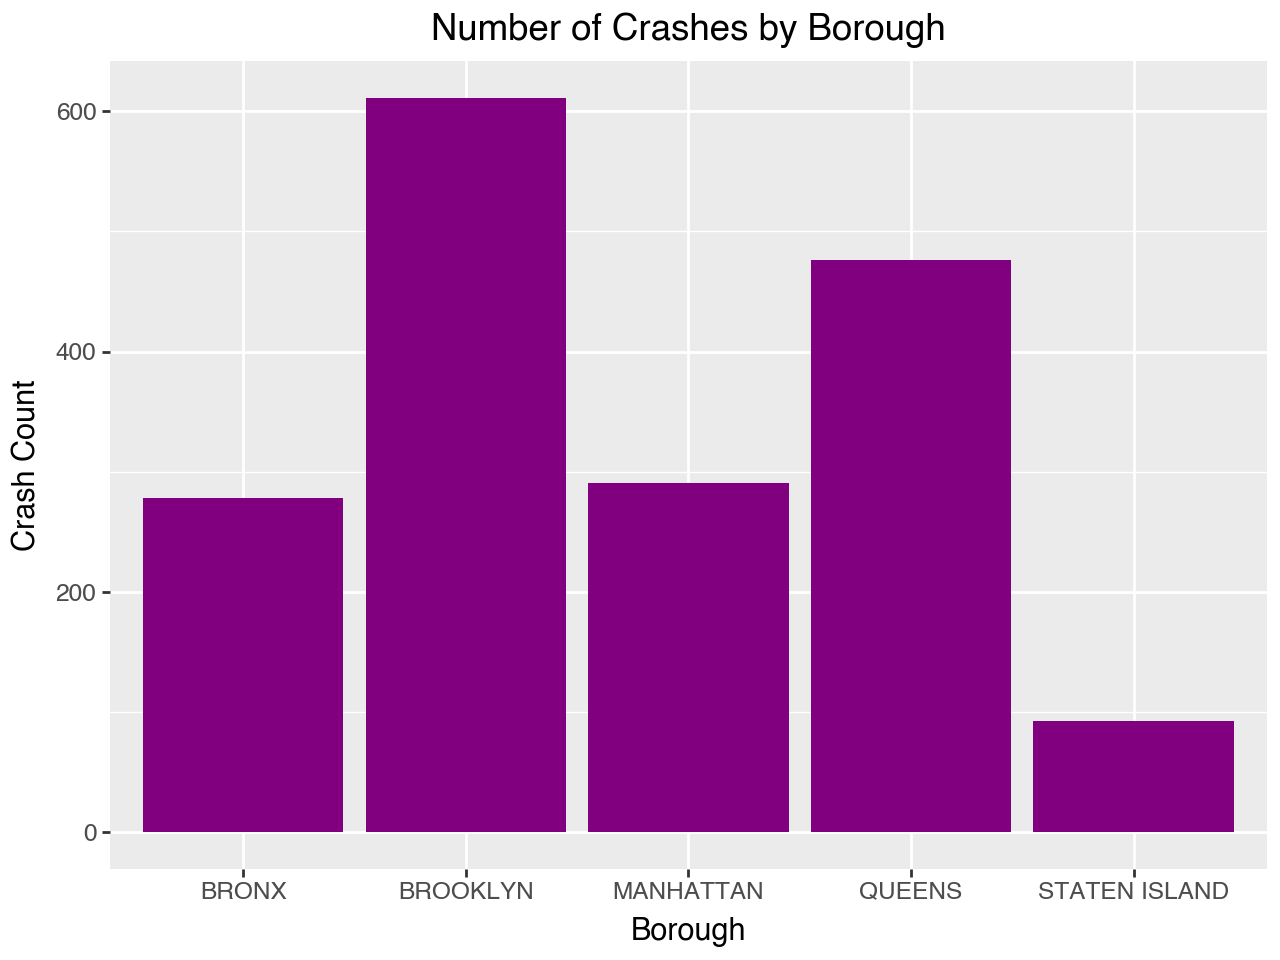 Number of Crashes by Borough
Crash Count
600
400
200
0
BRONX BROOKLYN MANHATTAN QUEENS STATEN ISLAND
Borough